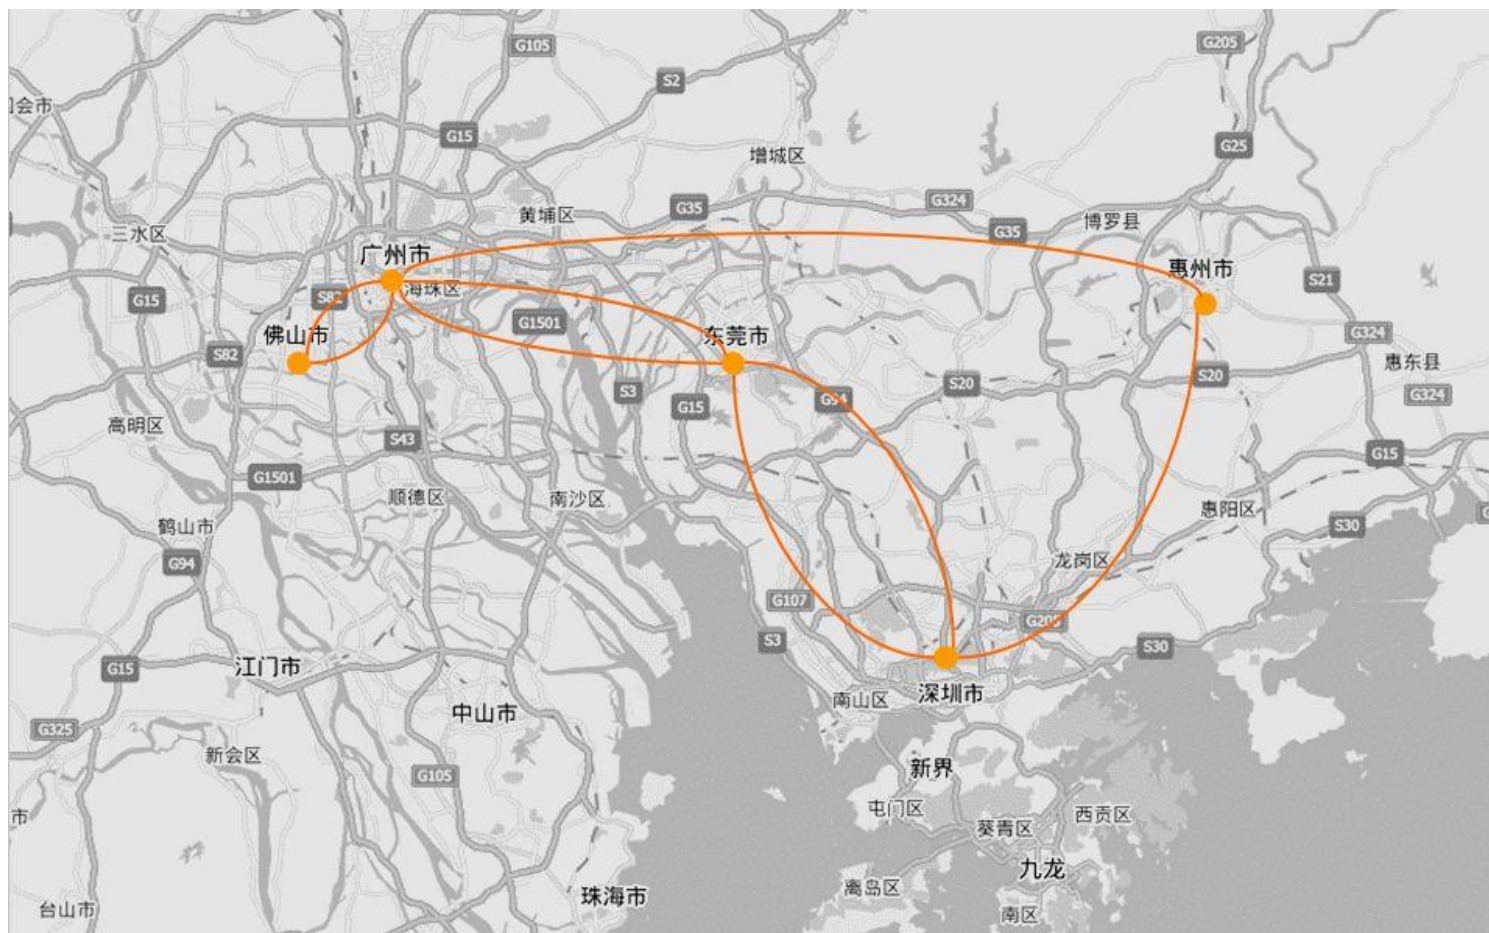 G105
G205
S2
会市
G15
G25
增城区
G324
黄埔区
G35
博罗县
三水区
G35
广州市
惠州市
S21
海珠区
S82
G15
G1501
佛山市
东莞市
G324
S82
惠东县
S20
S20
S3
G94
G324
G15
高明区
S43
G15
G1501
顺德区
南沙区
惠阳区
鹤山市
S30
G94
龙岗区
G107
G205
S3
S30
江门市
G15
深圳市
南山区
中山市
G325
新会区
新界
G105
屯门区
西贡区
市
葵青区
九龙
离岛区
珠海市
台山市
南区